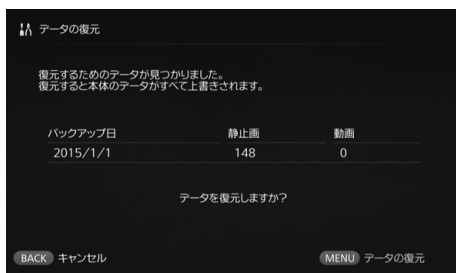 データの復元
復元するためのデータが見つかりました。
復元すると本体のデータがすべて上書きされます。
バックアップ日 静止画 動画
2015/1/1 148 0
データを復元しますか?
BACK キャンセル MENU データの復元